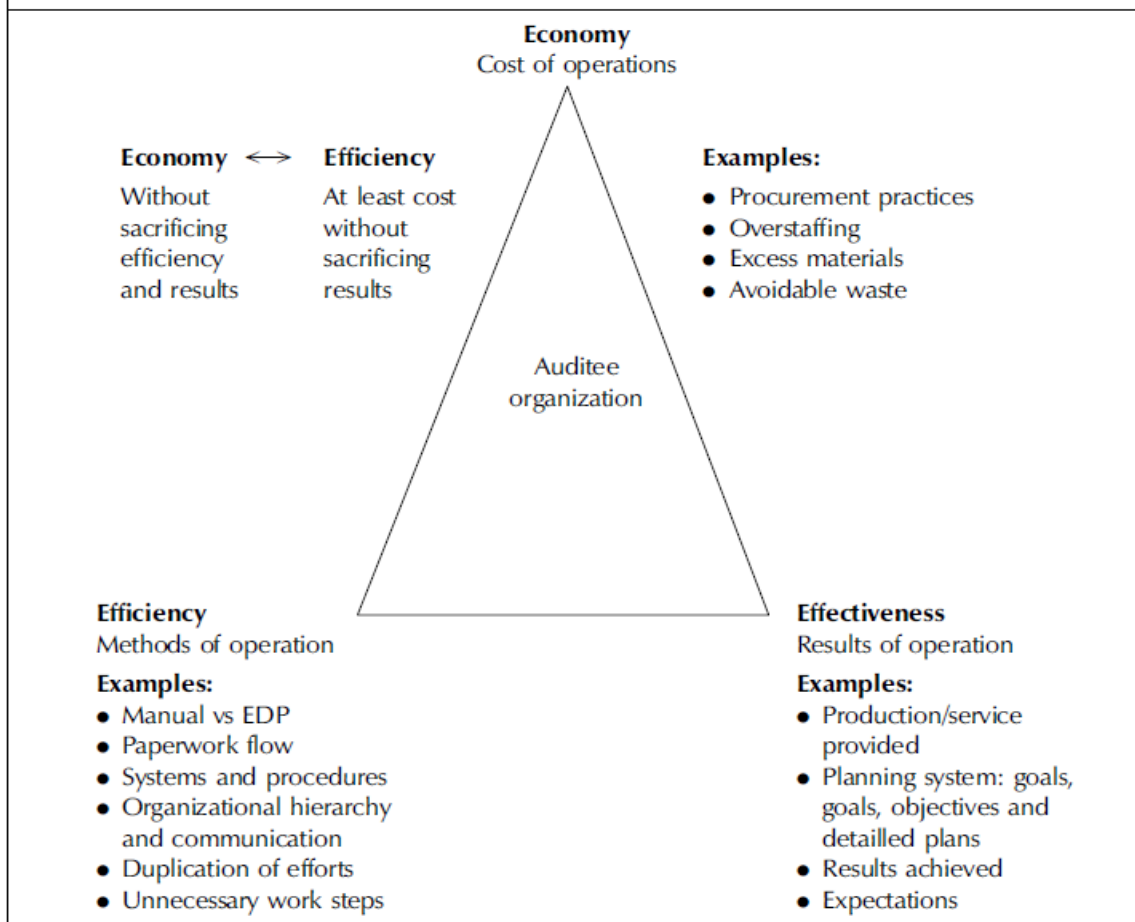 Economy
Cost of operations
Economy ↔ Efficiency
Without
sacrificing
efficiency
and results
At least cost
without
sacrificing
results
Examples:
● Procurement practices
● Overstaffing
● Excess materials
● Avoidable waste
Auditee
organization
Efficiency
Methods of operation
Examples:
● Manual vs EDP
● Paperwork flow
● Systems and procedures
● Organizational hierarchy
and communication
● Duplication of efforts
● Unnecessary work steps
Effectiveness
Results of operation
Examples:
● Production/service
provided
● Planning system: goals,
goals, objectives and
detailled plans
● Results achieved
● Expectations